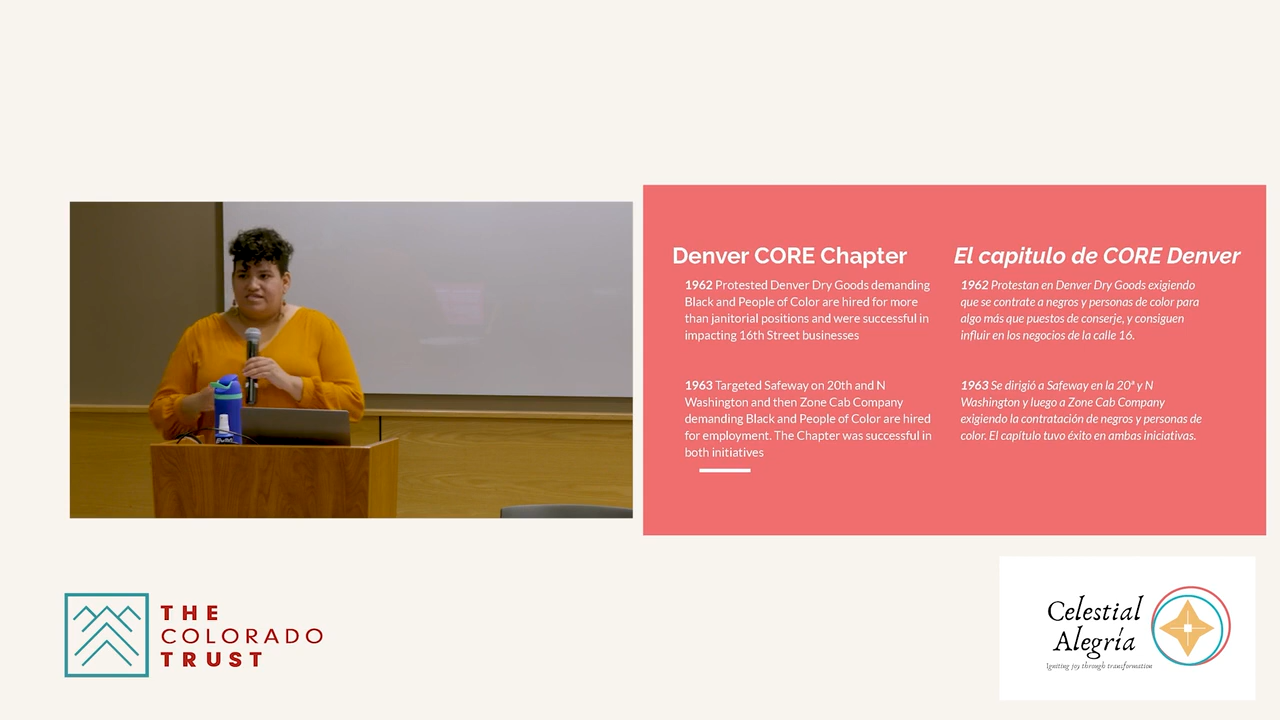 Denver CORE Chapter
1962 Protested Denver Dry Goods demanding
Black and People of Color are hired for more
than janitorial positions and were successful in
impacting 16th Street businesses
1963 Targeted Safeway on 20th and N
Washington and then Zone Cab Company
demanding Black and People of Color are hired
for employment. The Chapter was successful in
both initiatives
El capitulo de CORE Denver
1962 Protestan en Denver Dry Goods exigiendo
que se contrate a negros y personas de color para
algo más que puestos de conserje, y consiguen
influir en los negocios de la calle 16.
1963 Se dirigió a Safeway en la 20ª y N
Washington y luego a Zone Cab Company
exigiendo la contratación de negros y personas de
color. El capítulo tuvo éxito en ambas iniciativas.
THE
COLORADO
TRUST
Celestial
Alegría
Igniting joy through transformation